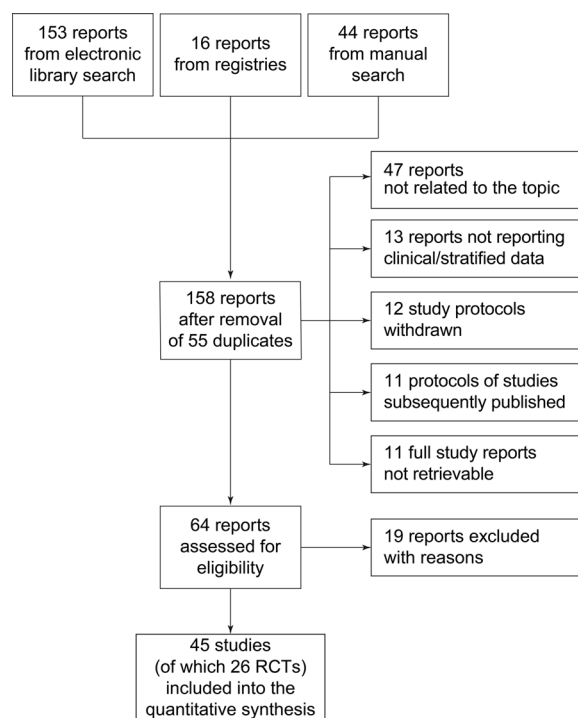 153 reports
from electronic
library search
16 reports
from registries
44 reports
from manual
search
47 reports
not related to the topic
13 reports not reporting
clinical/stratified data
158 reports
after removal
of 55 duplicates
12 study protocols
withdrawn
11 protocols of studies
subsequently published
11 full study reports
not retrievable
64 reports
assessed for
eligibility
19 reports excluded
with reasons
45 studies
(of which 26 RCTs)
included into the
quantitative synthesis